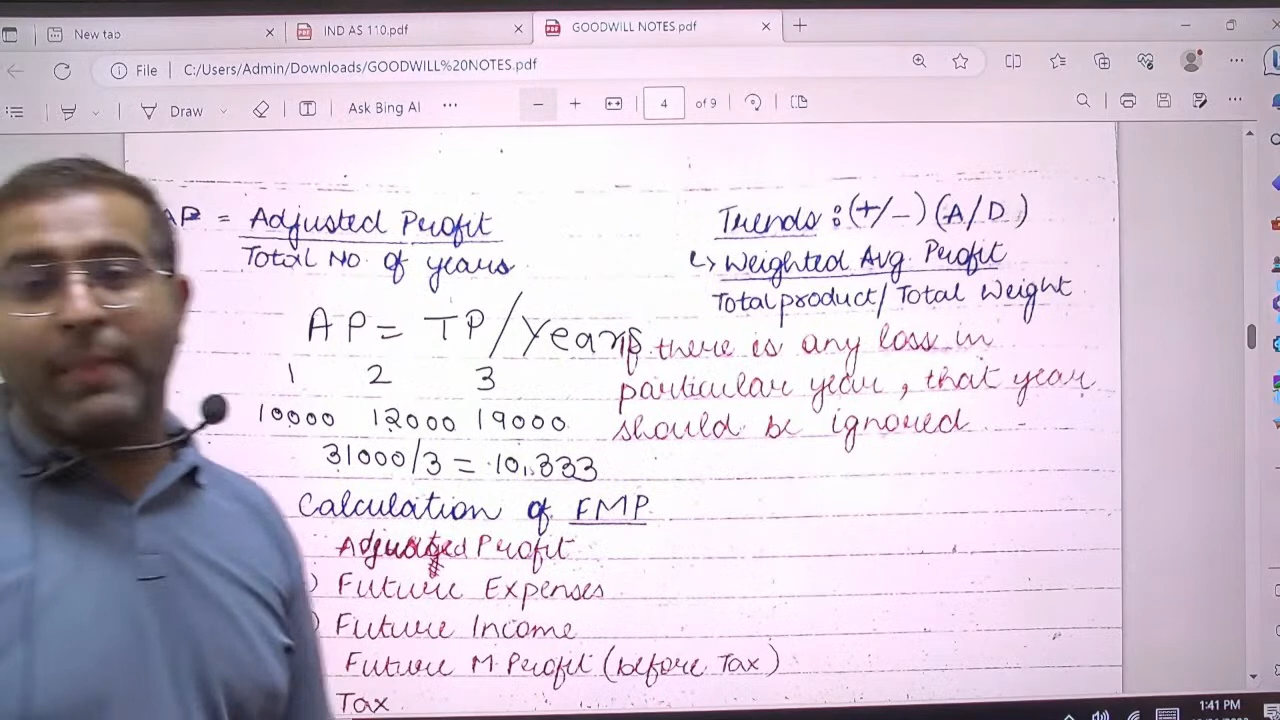 New tab
IND AS 110.pdf
GOODWILL NOTES.pdf
File C:/Users/Admin/Downloads/GOODWILL%20NOTES.pdf
Draw
Ask Bing AI
4 of 9
AP = Adjusted Profit
Total No. of years
Trends : (+/-) (A/D)
↳ Weighted Avg. Profit
Total product / Total Weight
AP = TP / Years
If there is any loss in
particular year, that year
should be ignored
1 2 3
10000 12000 19000
31000/3 = 10,333
Calculation of FMP
Adjusted Profit
) Future Expenses
) Future Income
Future M. Profit (before Tax)
Tax
1:41 PM